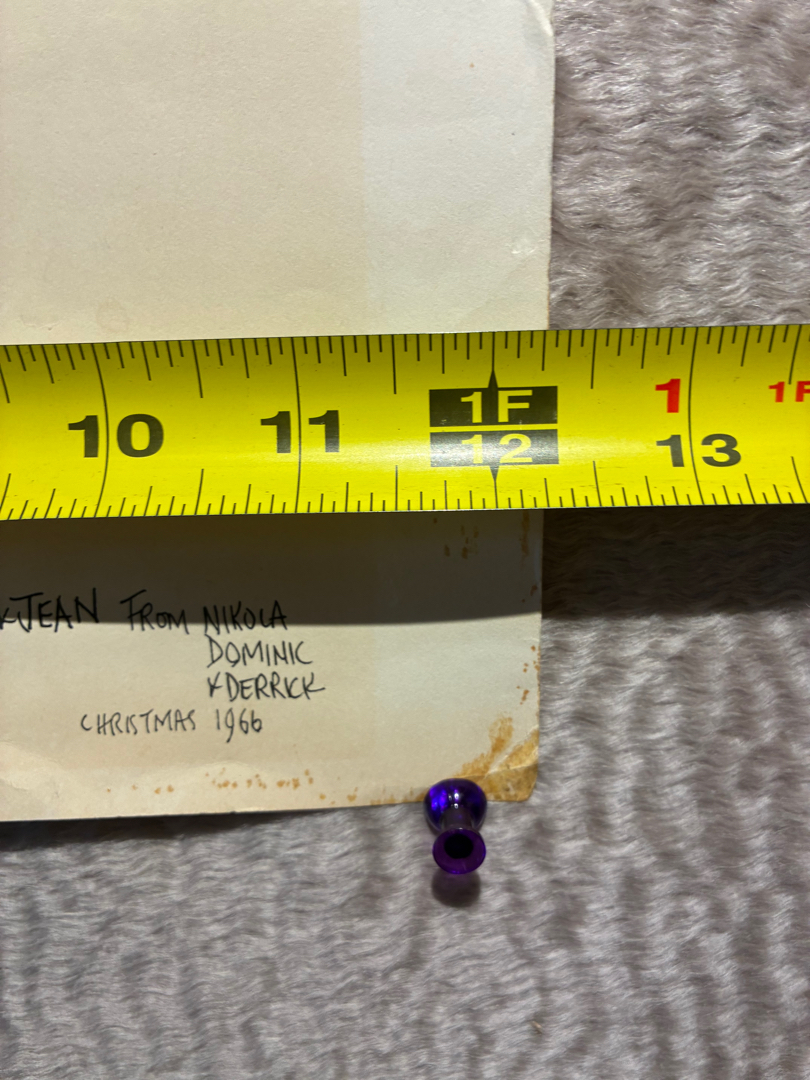 1F
1 1F
10 11 12 13
&JEAN FROM NIKOLA
DOMINIC
& DERRICK
CHRISTMAS 1966